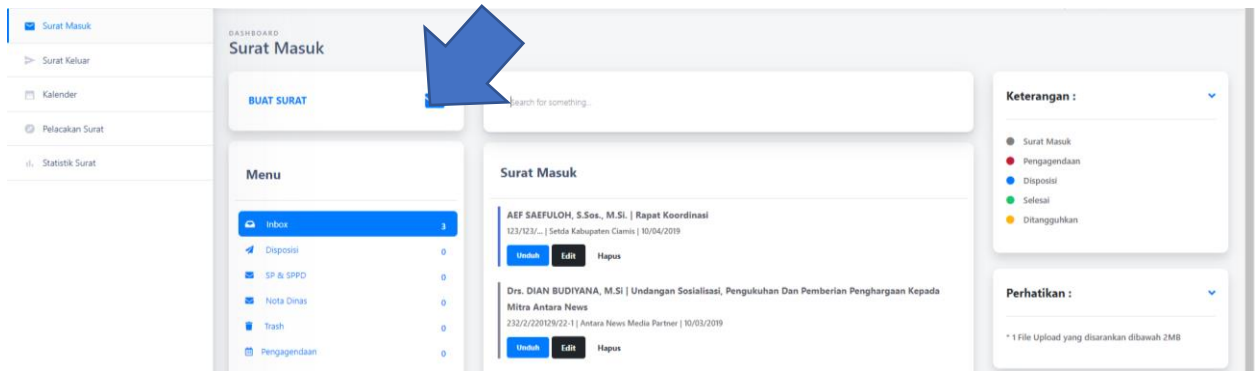 Surat Masuk
Surat Keluar
Kalender
Pelacakan Surat
Statistik Surat
DASHBOARD
Surat Masuk
BUAT SURAT
Search for something...
Menu
Inbox 3
Disposisi 0
SP & SPPD 0
Nota Dinas 0
Trash 0
Pengagendaan 0
Surat Masuk
AEF SAEFULOH, S.Sos., M.Si. | Rapat Koordinasi
123/123/... | Setda Kabupaten Ciamis | 10/04/2019
Unduh Edit Hapus
Drs. DIAN BUDIYANA, M.Si | Undangan Sosialisasi, Pengukuhan Dan Pemberian Penghargaan Kepada
Mitra Antara News
232/2/220129/22-1 | Antara News Media Partner | 10/03/2019
Unduh Edit Hapus
Keterangan :
Surat Masuk
Pengagendaan
Disposisi
Selesai
Ditangguhkan
Perhatikan :
* 1 File Upload yang disarankan dibawah 2MB